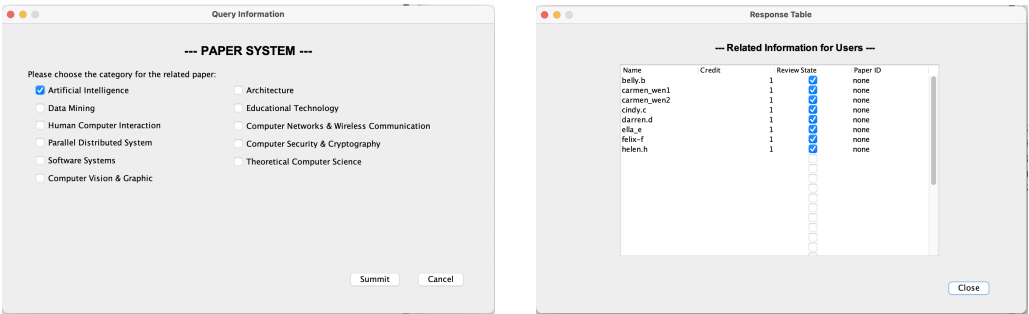 Query Information
--- PAPER SYSTEM ---
Please choose the category for the related paper:
Artificial Intelligence
Architecture
Data Mining
Educational Technology
Human Computer Interaction
Computer Networks & Wireless Communication
Parallel Distributed System
Computer Security & Cryptography
Software Systems
Theoretical Computer Science
Computer Vision & Graphic
Summit Cancel
Response Table
--- Related Information for Users ---
Name Credit Review State Paper ID
belly.b 1 none
carmen_wen1 1 none
carmen_wen2 1 none
cindy.c 1 none
darren.d 1 none
ella_e 1 none
felix-f 1 none
helen.h 1 none
Close